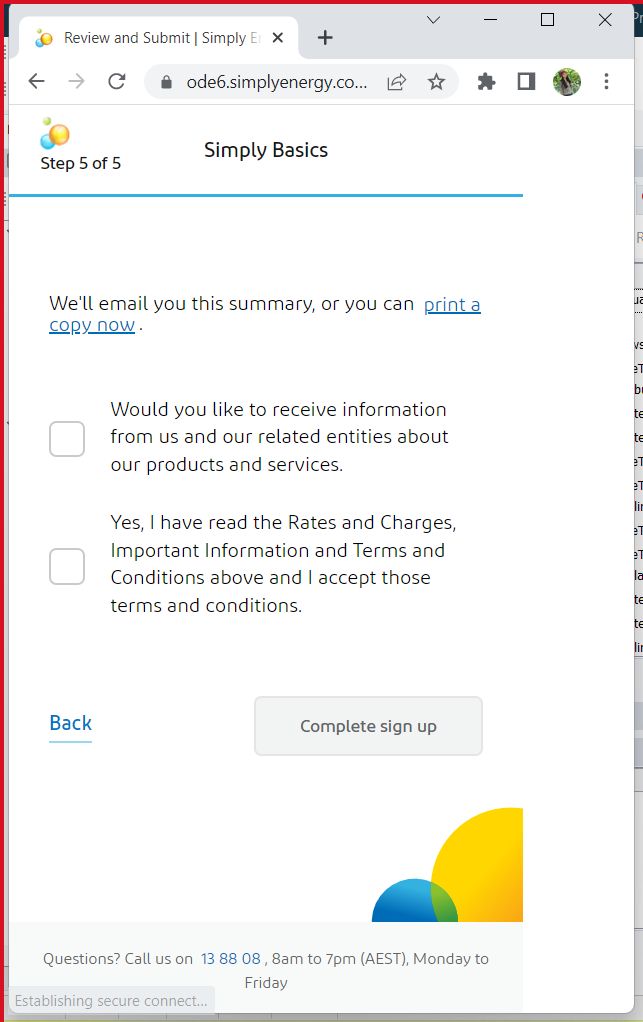 Review and Submit | Simply E
ode6.simplyenergy.co...
Step 5 of 5
Simply Basics
We'll email you this summary, or you can print a
copy now .
Would you like to receive information
from us and our related entities about
our products and services.
Yes, I have read the Rates and Charges,
Important Information and Terms and
Conditions above and I accept those
terms and conditions.
Back
Complete sign up
Questions? Call us on 13 88 08 , 8am to 7pm (AEST), Monday to
Friday
Establishing secure connect...